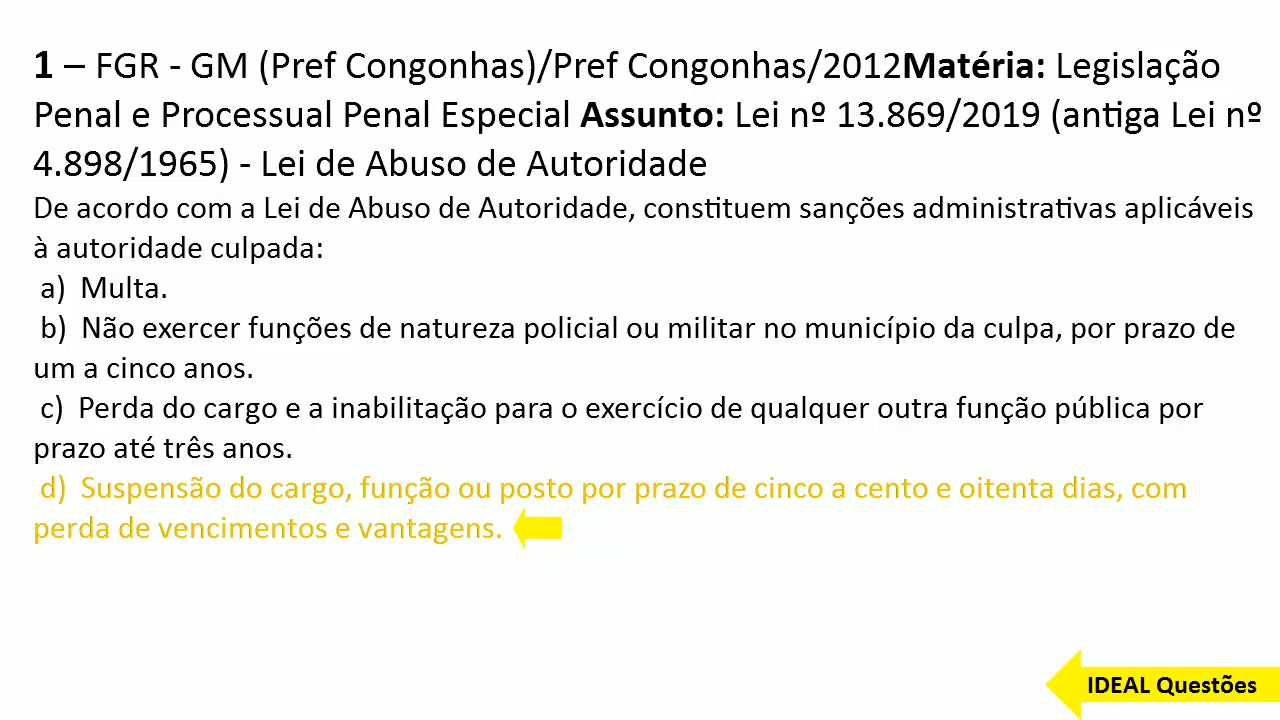 1 – FGR - GM (Pref Congonhas)/Pref Congonhas/2012Matéria: Legislação
Penal e Processual Penal Especial Assunto: Lei nº 13.869/2019 (antiga Lei nº
4.898/1965) - Lei de Abuso de Autoridade
De acordo com a Lei de Abuso de Autoridade, constituem sanções administrativas aplicáveis
à autoridade culpada:
a) Multa.
b) Não exercer funções de natureza policial ou militar no município da culpa, por prazo de
um a cinco anos.
c) Perda do cargo e a inabilitação para o exercício de qualquer outra função pública por
prazo até três anos.
d) Suspensão do cargo, função ou posto por prazo de cinco a cento e oitenta dias, com
perda de vencimentos e vantagens.
IDEAL Questões